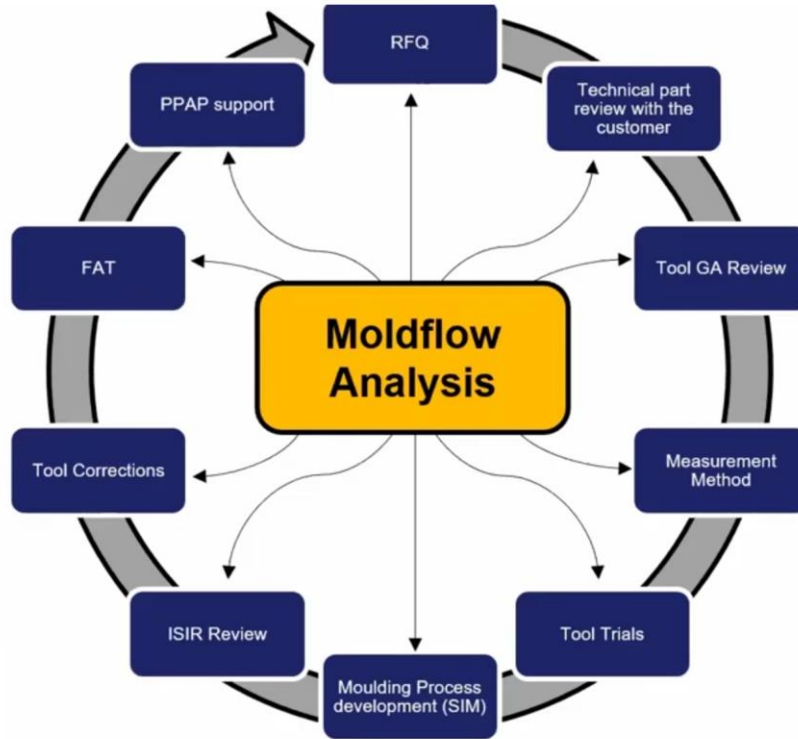 RFQ
Technical part
review with the
customer
Tool GA Review
Measurement
Method
Tool Trials
Moulding Process
development (SIM)
ISIR Review
Tool Corrections
FAT
PPAP support
Moldflow
Analysis